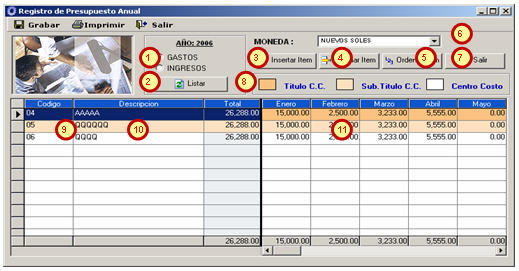 Registro de Presupuesto Anual
Grabar Imprimir Salir
AÑO: 2006
MONEDA : NUEVOS SOLES
6
1 GASTOS
INGRESOS
3 Insertar Item 4 ar Item Orden 5 7 Salir
2 Listar
8 Titulo C.C. Sub.Titulo C.C. Centro Costo
Codigo Descripcion Total Enero Febrero Marzo Abril Mayo
04 AAAAA 26,288.00 15,000.00 2,500.00 3,233.00 5,555.00 0.00
05 QQQQQQ 26,288.00 15,000.00 2,500.00 3,233.00 5,555.00 0.00
9 10 11
06 QQQQ 26,288.00 15,000.00 2,500.00 3,233.00 5,555.00 0.00
26,288.00 15,000.00 2,500.00 3,233.00 5,555.00 0.00